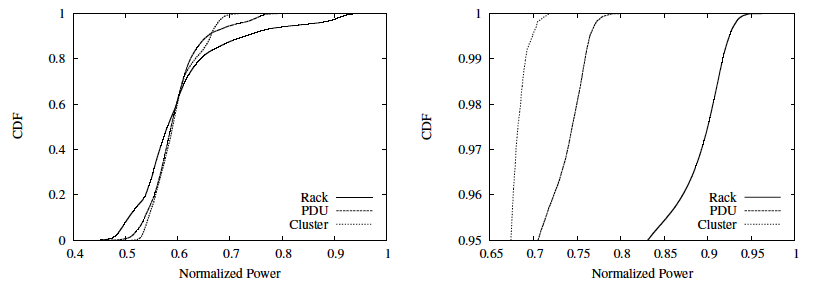 1
0.8
0.6
0.4
0.2
0
CDF
0.4 0.5 0.6 0.7 0.8 0.9 1
Normalized Power
Rack
PDU
Cluster
1
0.99
0.98
0.97
0.96
0.95
CDF
0.65 0.7 0.75 0.8 0.85 0.9 0.95 1
Normalized Power
Rack
PDU
Cluster